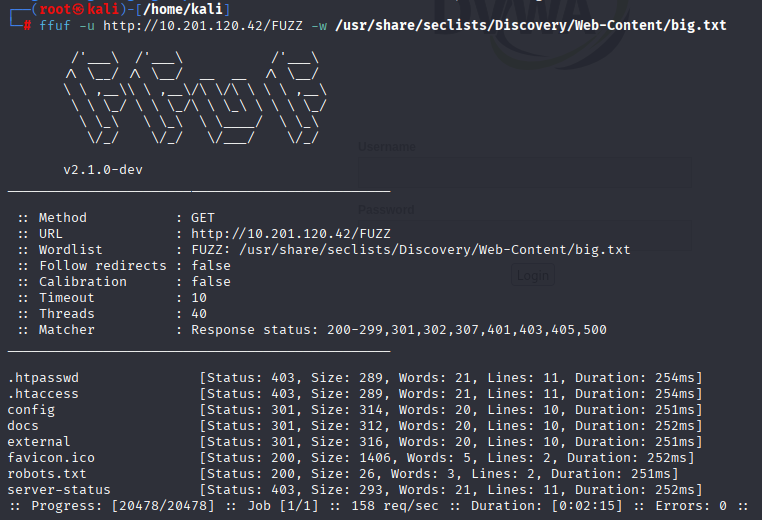 ┌──(root㉿kali)-[/home/kali]
└─# ffuf -u http://10.201.120.42/FUZZ -w /usr/share/seclists/Discovery/Web-Content/big.txt
v2.1.0-dev
Username
:: Method : GET
Password
:: URL : http://10.201.120.42/FUZZ
:: Wordlist : FUZZ: /usr/share/seclists/Discovery/Web-Content/big.txt
:: Follow redirects : false
Login
:: Calibration : false
:: Timeout : 10
:: Threads : 40
:: Matcher : Response status: 200-299,301,302,307,401,403,405,500
.htpasswd [Status: 403, Size: 289, Words: 21, Lines: 11, Duration: 254ms]
.htaccess [Status: 403, Size: 289, Words: 21, Lines: 11, Duration: 254ms]
config [Status: 301, Size: 314, Words: 20, Lines: 10, Duration: 251ms]
docs [Status: 301, Size: 312, Words: 20, Lines: 10, Duration: 252ms]
external [Status: 301, Size: 316, Words: 20, Lines: 10, Duration: 251ms]
favicon.ico [Status: 200, Size: 1406, Words: 5, Lines: 2, Duration: 252ms]
robots.txt [Status: 200, Size: 26, Words: 3, Lines: 2, Duration: 251ms]
server-status [Status: 403, Size: 293, Words: 21, Lines: 11, Duration: 252ms]
:: Progress: [20478/20478] :: Job [1/1] :: 158 req/sec :: Duration: [0:02:15] :: Errors: 0 ::